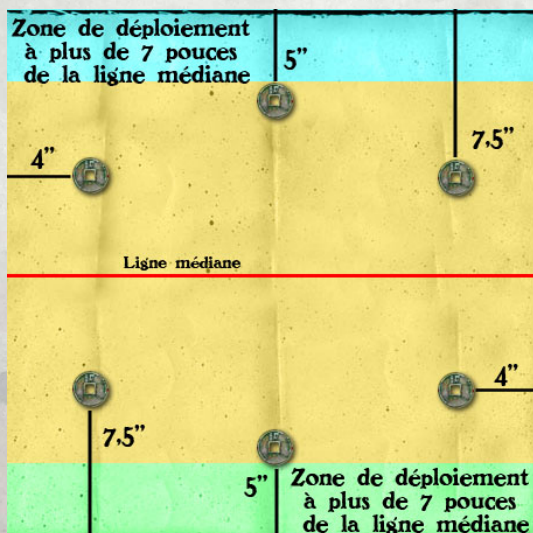 Zone de déploiement
à plus de 7 pouces
de la ligne médiane
5”
7,5”
4”
Ligne médiane
4”
7,5”
5”
Zone de déploiement
à plus de 7 pouces
de la ligne médiane